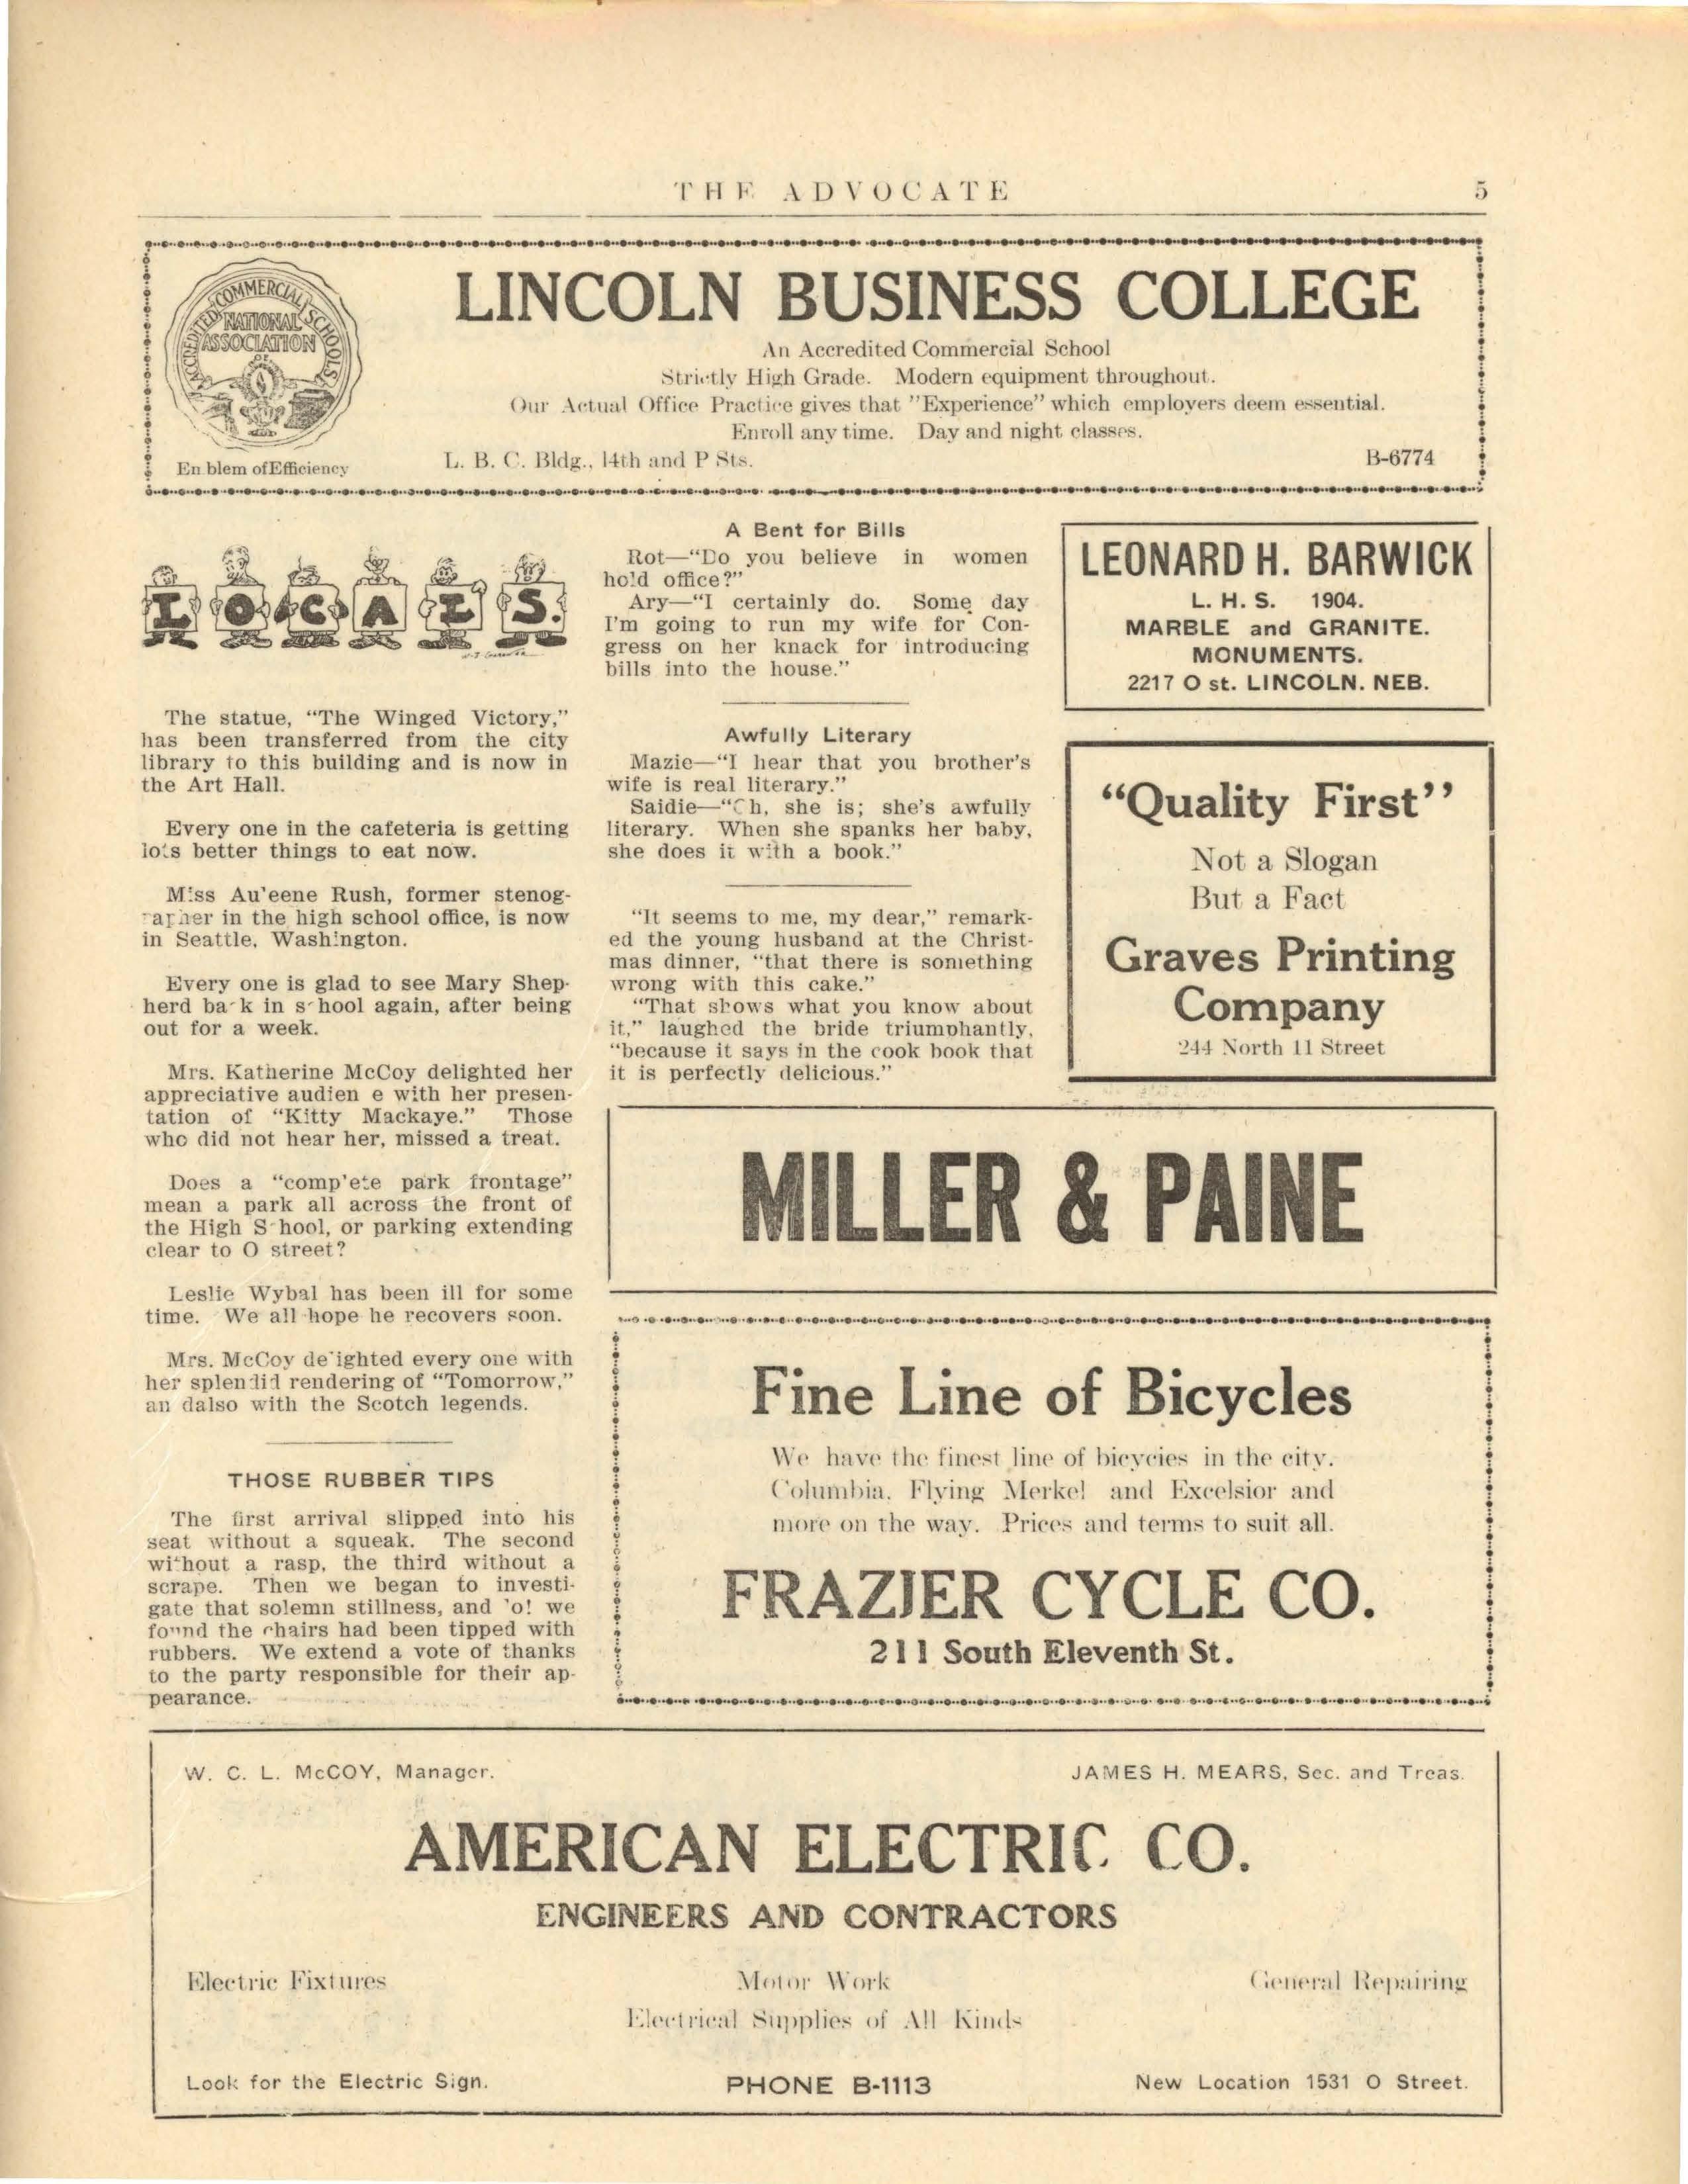 THE ADVOCATE
5
ACCREDITED COMMERCIAL SCHOOLS
NATIONAL
ASSOCIATION
OF
Emblem of Efficiency
LINCOLN BUSINESS COLLEGE
An Accredited Commercial School
Strictly High Grade. Modern equipment throughout.
Our Actual Office Practice gives that "Experience" which employers deem essential.
Enroll any time. Day and night classes.
L. B. C. Bldg., 14th and P Sts.
B-6774
LOCALS.
The statue, "The Winged Victory,"
has been transferred from the city
library to this building and is now in
the Art Hall.
Every one in the cafeteria is getting
lots better things to eat now.
Miss Au'eene Rush, former stenog-
rapher in the high school office, is now
in Seattle, Washington.
Every one is glad to see Mary Shep-
herd back in school again, after being
out for a week.
Mrs. Katherine McCoy delighted her
appreciative audien e with her presen-
tation of "Kitty Mackaye." Those
who did not hear her, missed a treat.
Does a "comp'ete park frontage"
mean a park all across the front of
the High School, or parking extending
clear to O street?
Leslie Wybal has been ill for some
time. We all hope he recovers soon.
Mrs. McCoy de'ighted every one with
her splendid rendering of "Tomorrow,"
an dalso with the Scotch legends.
THOSE RUBBER TIPS
The first arrival slipped into his
seat without a squeak. The second
without a rasp, the third without a
scrape. Then we began to investi-
gate that solemn stillness, and 'o! we
found the chairs had been tipped with
rubbers. We extend a vote of thanks
to the party responsible for their ap-
pearance.
A Bent for Bills
Rot—"Do you believe in women
hold office?"
Ary—"I certainly do. Some day
I'm going to run my wife for Con-
gress on her knack for introducing
bills into the house."
Awfully Literary
Mazie—"I hear that you brother's
wife is real literary."
Saidie—"Oh, she is; she's awfully
literary. When she spanks her baby,
she does it with a book."
"It seems to me, my dear," remark-
ed the young husband at the Christ-
mas dinner, "that there is something
wrong with this cake."
"That shows what you know about
it," laughed the bride triumphantly,
"because it says in the cook book that
it is perfectly delicious."
LEONARD H. BARWICK
L. H. S. 1904.
MARBLE and GRANITE.
MONUMENTS.
2217 O st. LINCOLN. NEB.
"Quality First"
Not a Slogan
But a Fact
Graves Printing
Company
244 North 11 Street
MILLER & PAINE
Fine Line of Bicycles
We have the finest line of bicycies in the city.
Columbia, Flying Merkel and Excelsior and
more on the way. Prices and terms to suit all.
FRAZIER CYCLE CO.
211 South Eleventh St.
W. C. L. McCOY, Manager.
JAMES H. MEARS, Sec. and Treas.
AMERICAN ELECTRIC CO.
ENGINEERS AND CONTRACTORS
Electric Fixtures
Motor Work
General Repairing
Electrical Supplies of All Kinds
Look for the Electric Sign.
PHONE B-1113
New Location 1531 O Street.